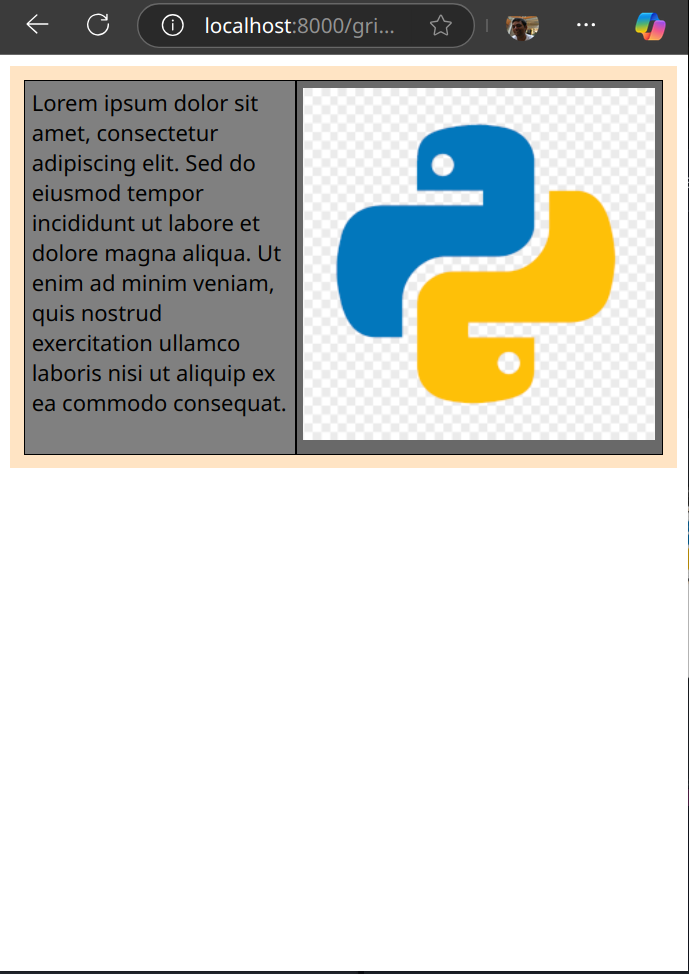 localhost:8000/gri...
Lorem ipsum dolor sit
amet, consectetur
adipiscing elit. Sed do
eiusmod tempor
incididunt ut labore et
dolore magna aliqua. Ut
enim ad minim veniam,
quis nostrud
exercitation ullamco
laboris nisi ut aliquip ex
ea commodo consequat.